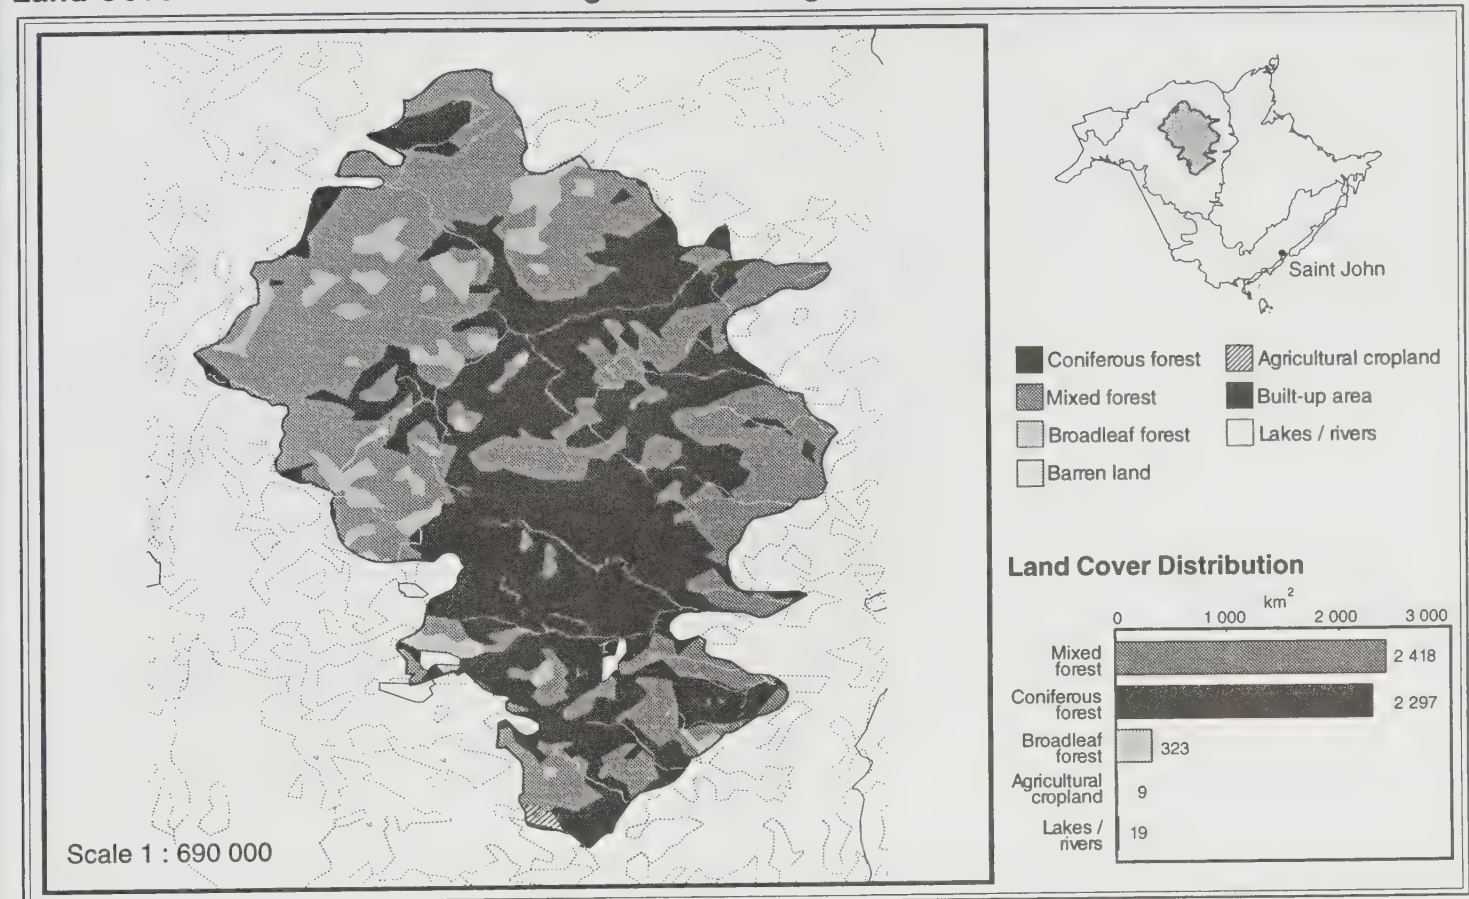 Scale 1 : 690 000
Saint John
Coniferous forest
Mixed forest
Broadleaf forest
Barren land
Agricultural cropland
Built-up area
Lakes / rivers
Land Cover Distribution
km²
0 1 000 2 000 3 000
Mixed
forest
2 418
Coniferous
forest
2 297
Broadleaf
forest
323
Agricultural
cropland
9
Lakes /
rivers
19